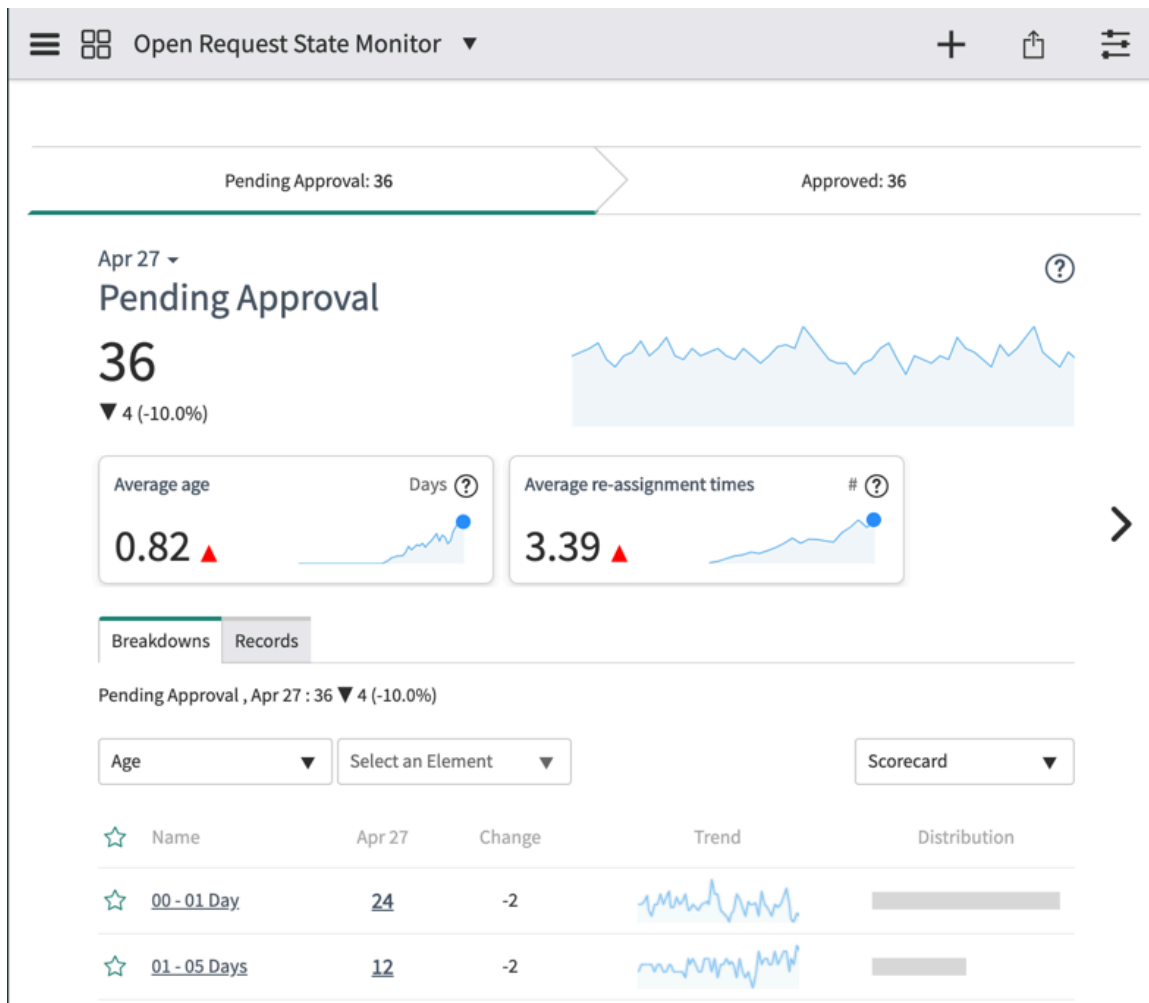 Open Request State Monitor ▼
Pending Approval: 36
Approved: 36
Apr 27
Pending Approval
36
▼ 4 (-10.0%)
Average age Days ?
0.82 ▲
Average re-assignment times # ?
3.39 ▲
Breakdowns Records
Pending Approval , Apr 27 : 36 ▼ 4 (-10.0%)
Age ▼ Select an Element ▼ Scorecard ▼
Name Apr 27 Change Trend Distribution
00 - 01 Day 24 -2
01 - 05 Days 12 -2